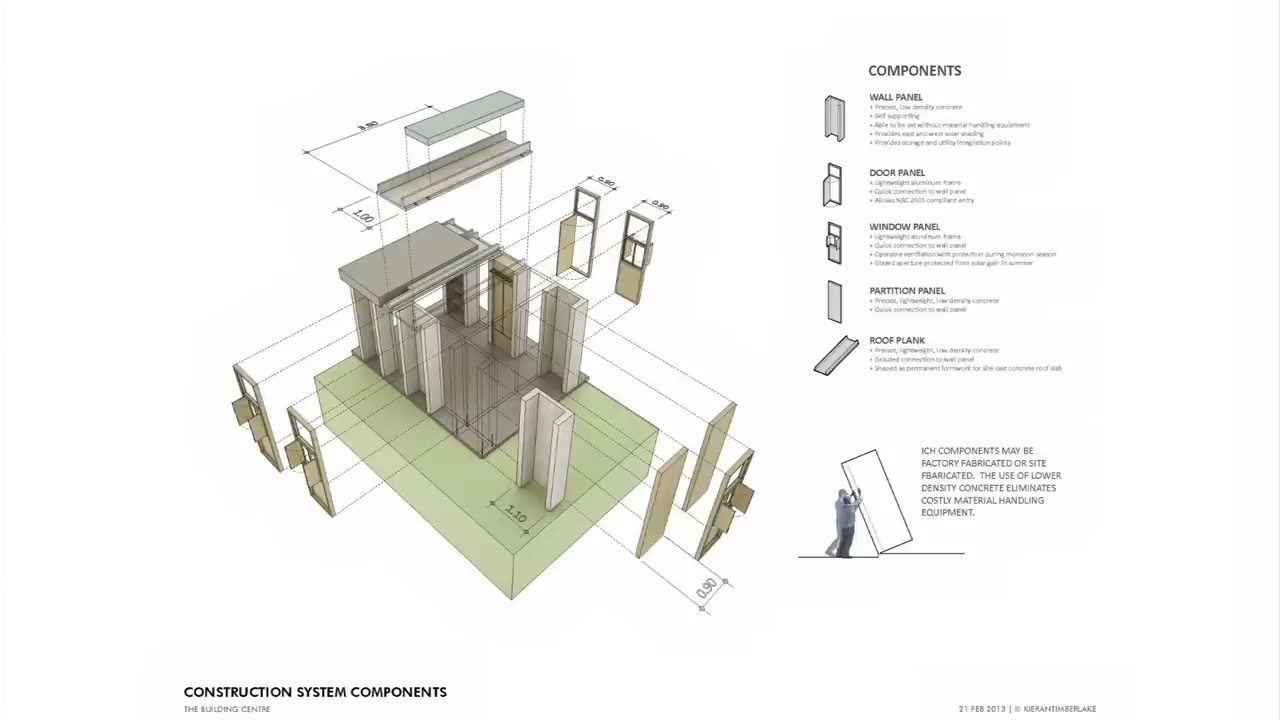 COMPONENTS
WALL PANEL
+ Precast, low density concrete
+ Self supporting
+ Able to be set without material handling equipment
+ Provides east and west solar shading
+ Provides storage and utility integration points
DOOR PANEL
+ Lightweight aluminum frame
+ Quick connection to wall panel
+ Allows NBC 2005 compliant entry
WINDOW PANEL
+ Lightweight aluminum frame
+ Quick connection to wall panel
+ Operable ventilation with protection during monsoon season
+ Glazed aperture protected from solar gain in summer
PARTITION PANEL
+ Precast, lightweight, low density concrete
+ Quick connection to wall panel
ROOF PLANK
+ Precast, lightweight, low density concrete
+ Grouted connection to wall panel
+ Shaped as permanent formwork for site cast concrete roof slab
1.00
0.90
0.90
1.10
0.90
ICH COMPONENTS MAY BE
FACTORY FABRICATED OR SITE
FBARICATED. THE USE OF LOWER
DENSITY CONCRETE ELIMINATES
COSTLY MATERIAL HANDLING
EQUIPMENT.
CONSTRUCTION SYSTEM COMPONENTS
THE BUILDING CENTRE
21 FEB 2013 | © KIERANTIMBERLAKE